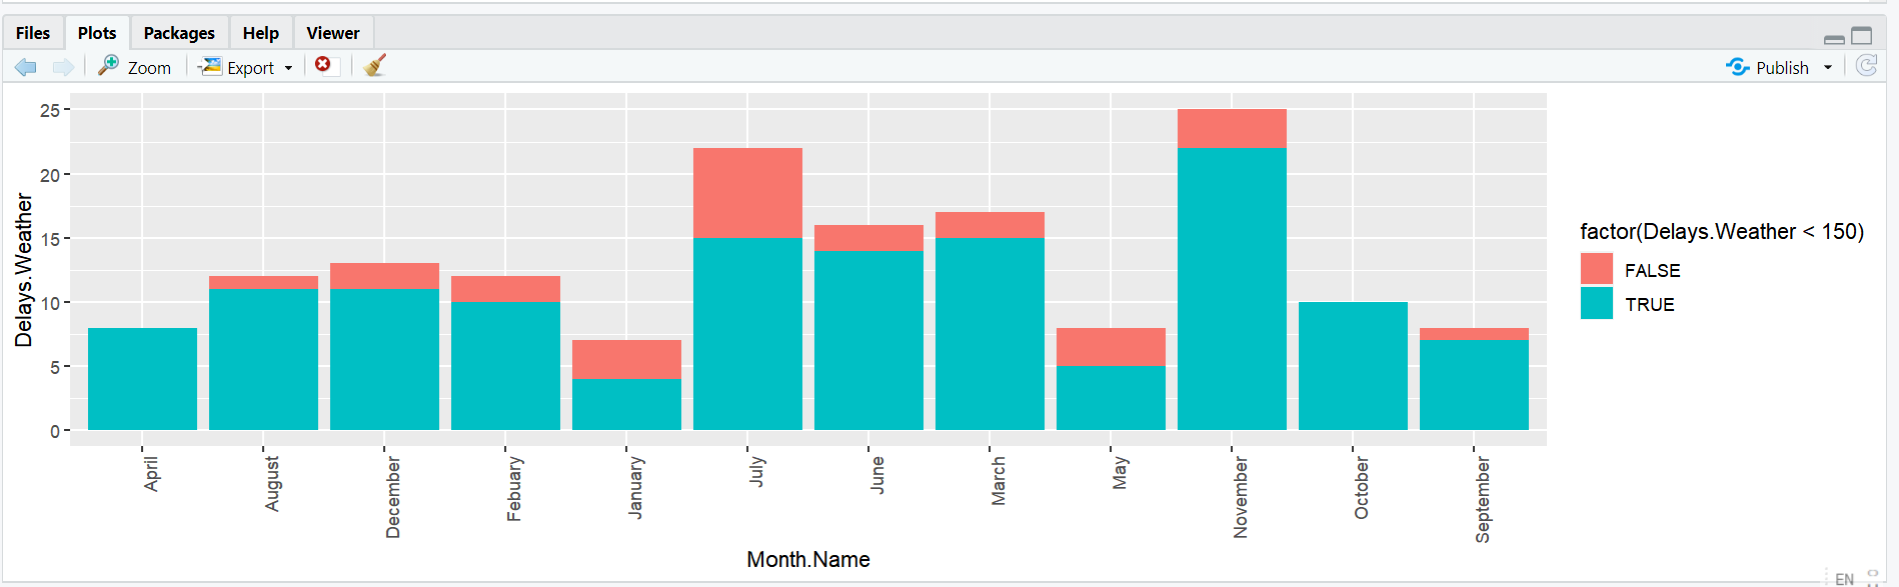 Files Plots Packages Help Viewer
Zoom Export Publish
25
20
15
10
5
0
Delays.Weather
April August December Febuary January July June March May November October September
Month.Name
factor(Delays.Weather < 150)
FALSE
TRUE
EN